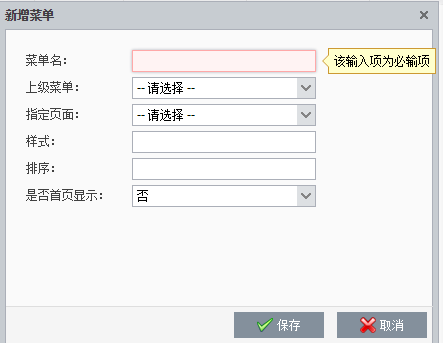 新增菜单
菜单名：
该输入项为必输项
上级菜单：
-- 请选择 --
指定页面：
-- 请选择 --
样式：
排序：
是否首页显示：
否
保存
取消